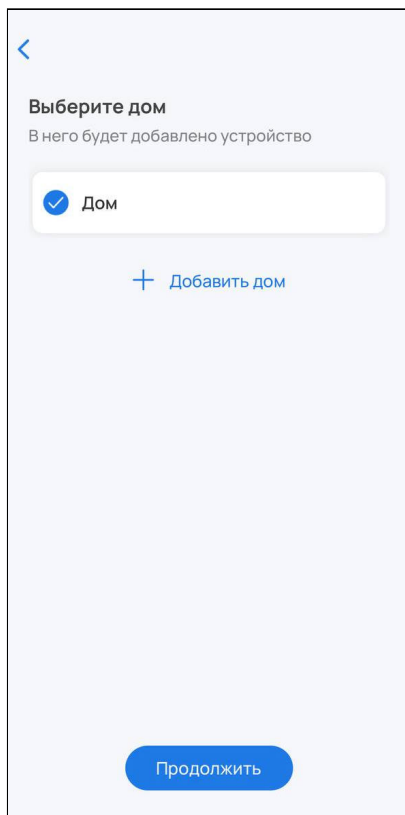 Выберите дом
В него будет добавлено устройство
Дом
Добавить дом
Продолжить